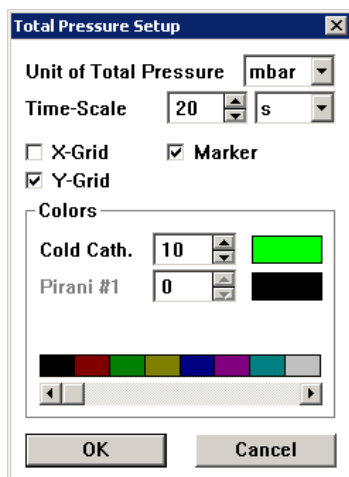 Total Pressure Setup
Unit of Total Pressure mbar
Time-Scale 20 s
X-Grid Marker
Y-Grid
Colors
Cold Cath. 10
Pirani #1 0
OK Cancel